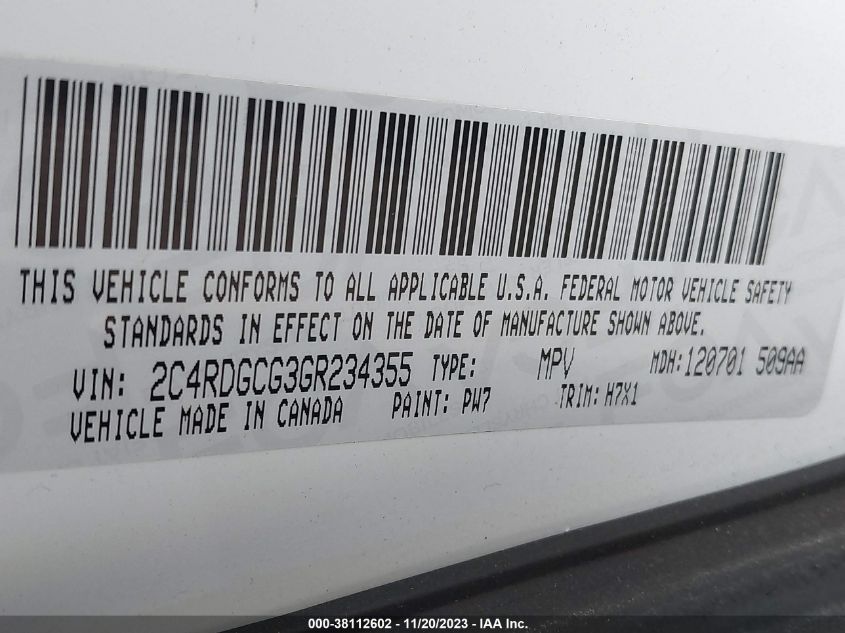 THIS VEHICLE CONFORMS TO ALL APPLICABLE U.S.A. FEDERAL MOTOR VEHICLE SAFETY
STANDARDS IN EFFECT ON THE DATE OF MANUFACTURE SHOWN ABOVE.
VIN: 2C4RDGCG3GR234355 TYPE: MPV MDH:120701 509AA
VEHICLE MADE IN CANADA PAINT: PW7 TRIM: H7X1
000-38112602 - 11/20/2023 - IAA Inc.